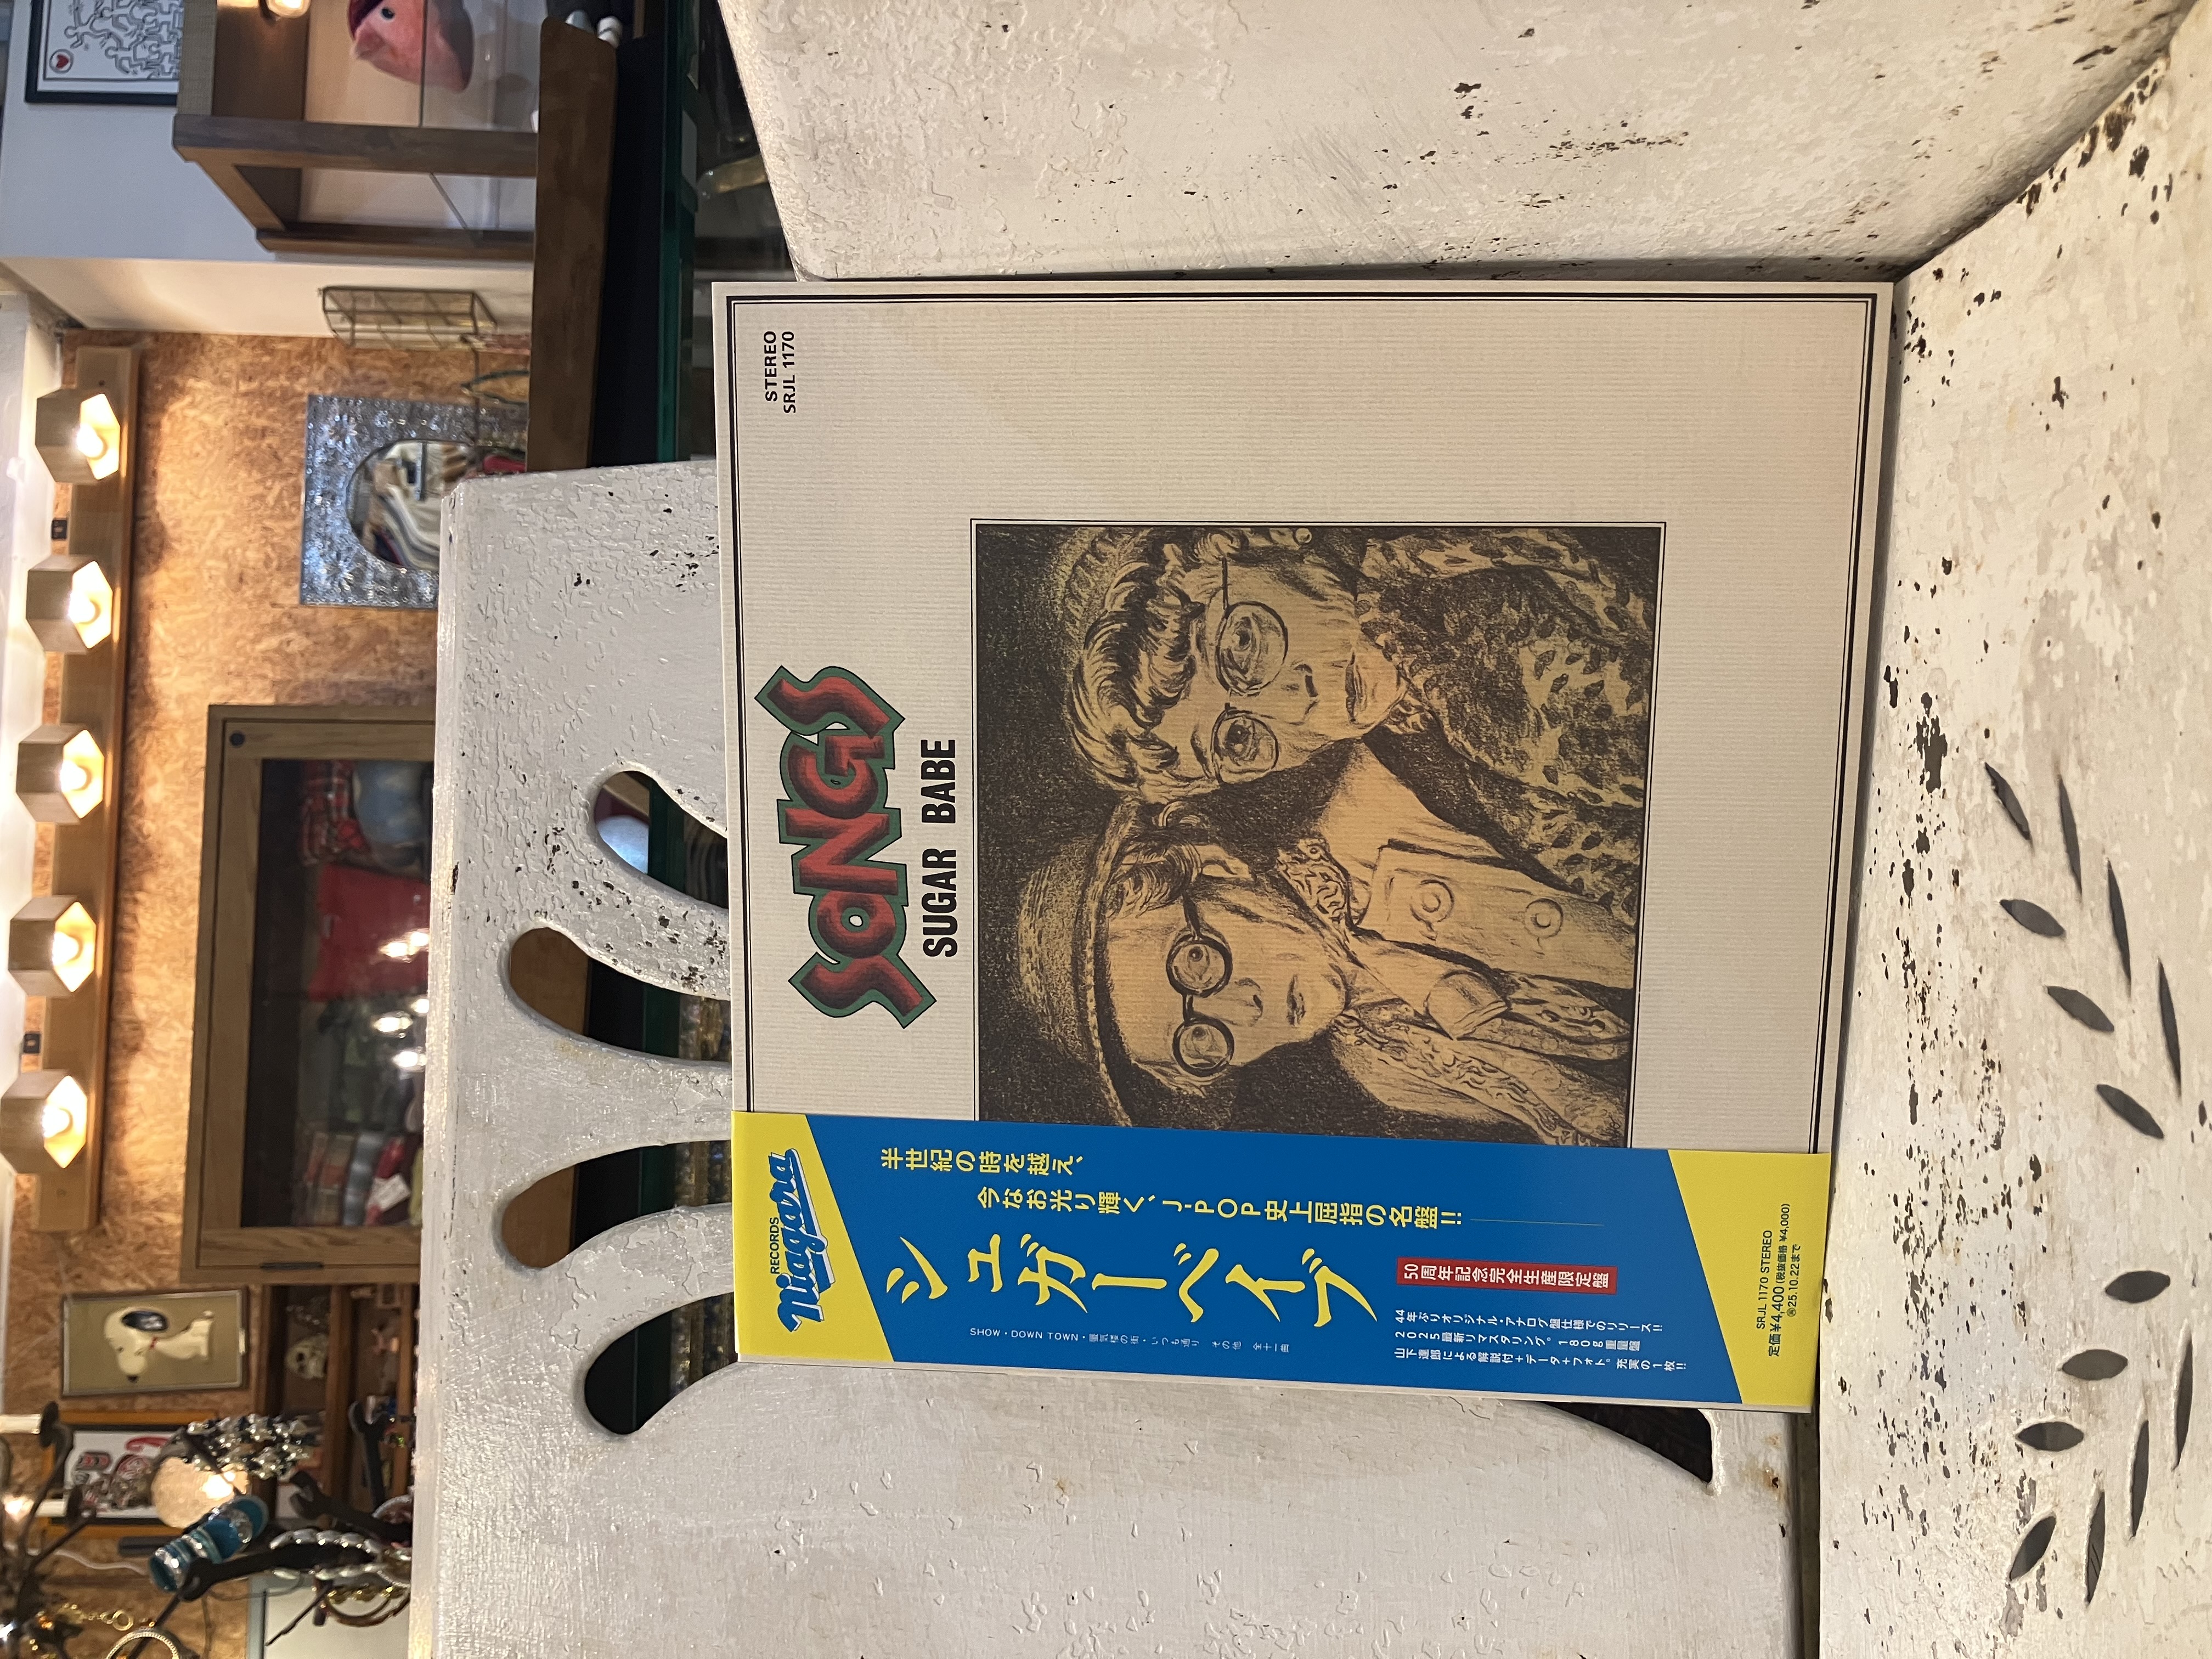 STEREO
SRJL 1170
SONGS
SUGAR BABE
RECORDS
Niagara
半世紀の時を越え、
今なお光り輝く、J-POP史上屈指の名盤!!
シュガーベイブ
SHOW・DOWN TOWN・蜃気楼の街・いつも通り その他 全十一曲
50周年記念完全生産限定盤
44年ぶりオリジナル・アナログ盤仕様でのリリース!!
2025最新リマスタリング。180g重量盤
山下達郎による解説付+データ+フォト。充実の1枚!!
SRJL 1170 STEREO
定価¥4,400(税抜価格 ¥4,000)
㊝25.10.22まで